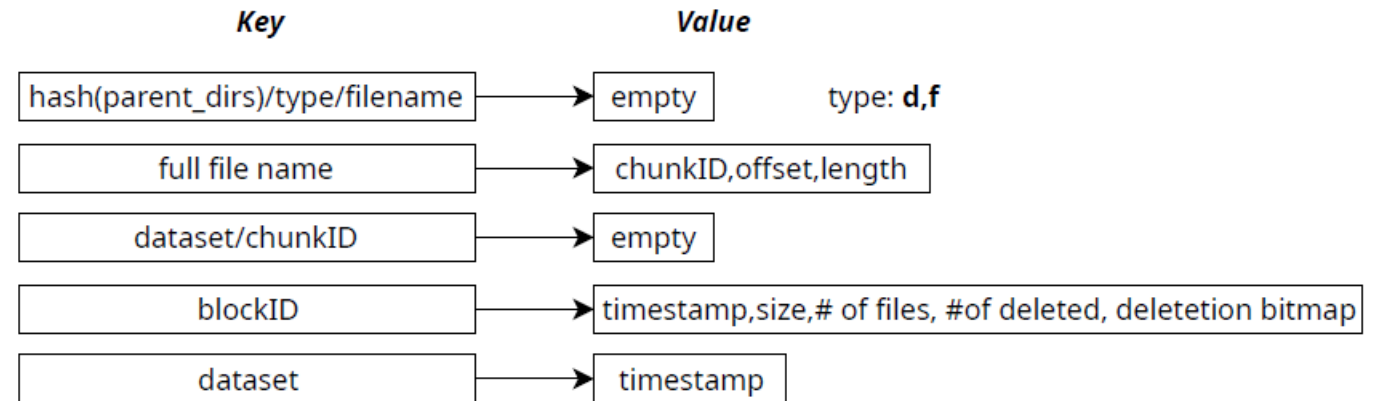 Key Value
hash(parent_dirs)/type/filename empty type: d,f
full file name chunkID,offset,length
dataset/chunkID empty
blockID timestamp,size,# of files, #of deleted, deletetion bitmap
dataset timestamp